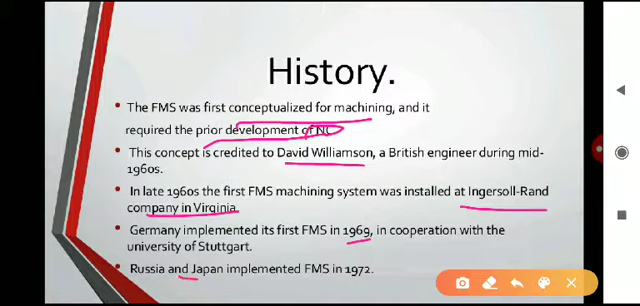 History.
• The FMS was first conceptualized for machining, and it
required the prior development of NC
• This concept is credited to David Williamson, a British engineer during mid-
1960s.
• In late 1960s the first FMS machining system was installed at Ingersoll-Rand
company in Virginia.
• Germany implemented its first FMS in 1969, in cooperation with the
university of Stuttgart.
• Russia and Japan implemented FMS in 1972.